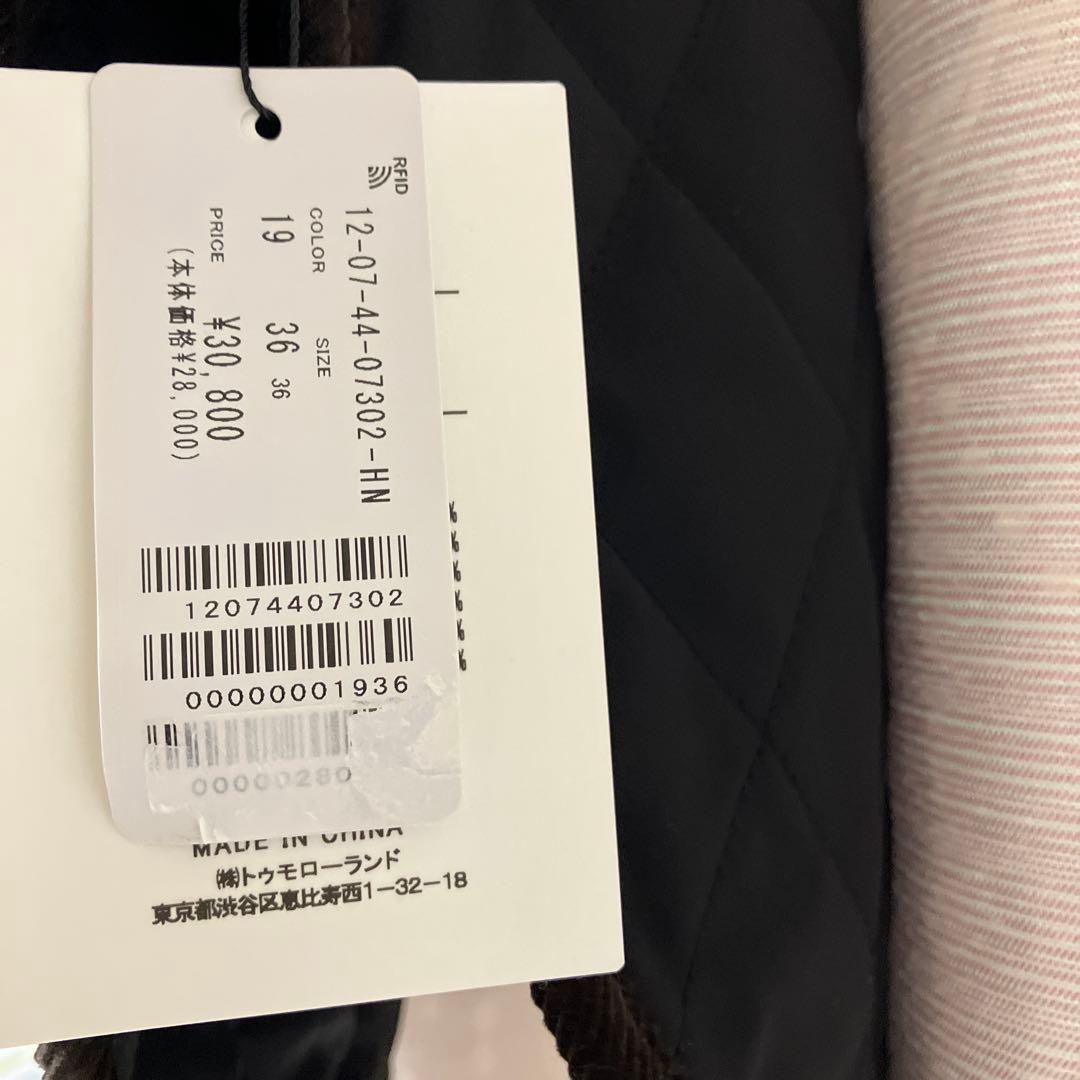 RFID
12-07-44-07302-HN
COLOR SIZE
19 36 36
PRICE ¥30,800
(本体価格¥28,000)
12074407302
00000001936
00000280
%
%
%
%
%
%
MADE IN CHINA
㈱トゥモローランド
東京都渋谷区恵比寿西1-32-18